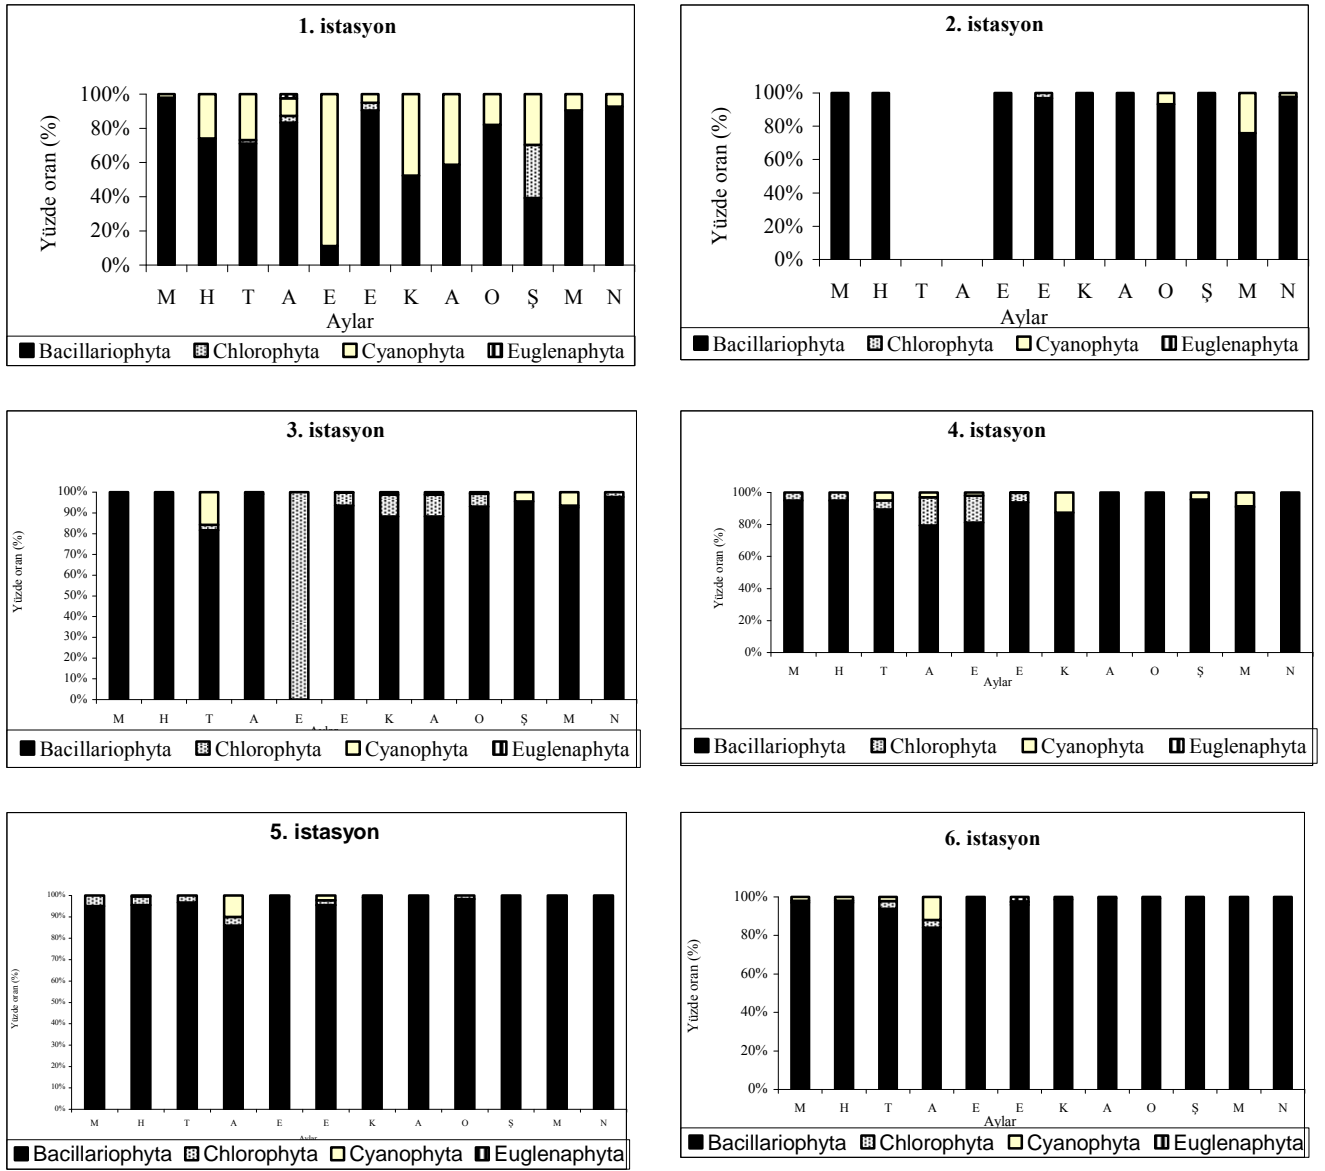 1. istasyon
Yüzde oran (%)
100%
80%
60%
40%
20%
0%
M H T A E E K A O Ş M N
Aylar
Bacillariophyta Chlorophyta Cyanophyta Euglenaphyta
2. istasyon
Yüzde oran (%)
100%
80%
60%
40%
20%
0%
M H T A E E K A O Ş M N
Aylar
Bacillariophyta Chlorophyta Cyanophyta Euglenaphyta
3. istasyon
Yüzde oran (%)
100%
90%
80%
70%
60%
50%
40%
30%
20%
10%
0%
M H T A E E K A O Ş M N
Bacillariophyta Chlorophyta Cyanophyta Euglenaphyta
4. istasyon
Yüzde oran (%)
100%
80%
60%
40%
20%
0%
M H T A E E K A O Ş M N
Aylar
Bacillariophyta Chlorophyta Cyanophyta Euglenaphyta
5. istasyon
Yüzde oran (%)
100%
90%
80%
70%
60%
50%
40%
30%
20%
10%
0%
M H T A E E K A O Ş M N
Aylar
Bacillariophyta Chlorophyta Cyanophyta Euglenaphyta
6. istasyon
Yüzde oran (%)
100%
80%
60%
40%
20%
0%
M H T A E E K A O Ş M N
Aylar
Bacillariophyta Chlorophyta Cyanophyta Euglenaphyta